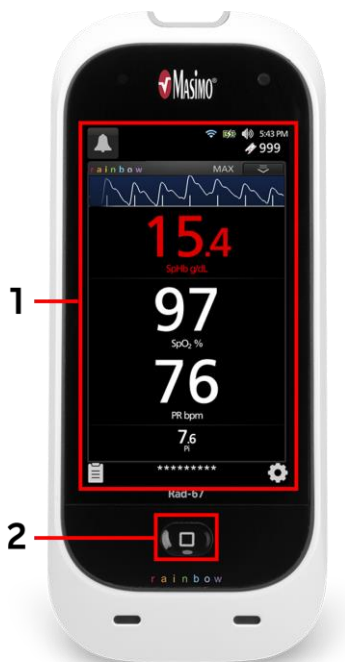 Masimo®
5:43 PM
999
rainbow MAX
15.4
SpHb g/dL
1
97
SpO₂ %
76
PR bpm
7.6
Pi
*********
Rad-67
2
rainbow